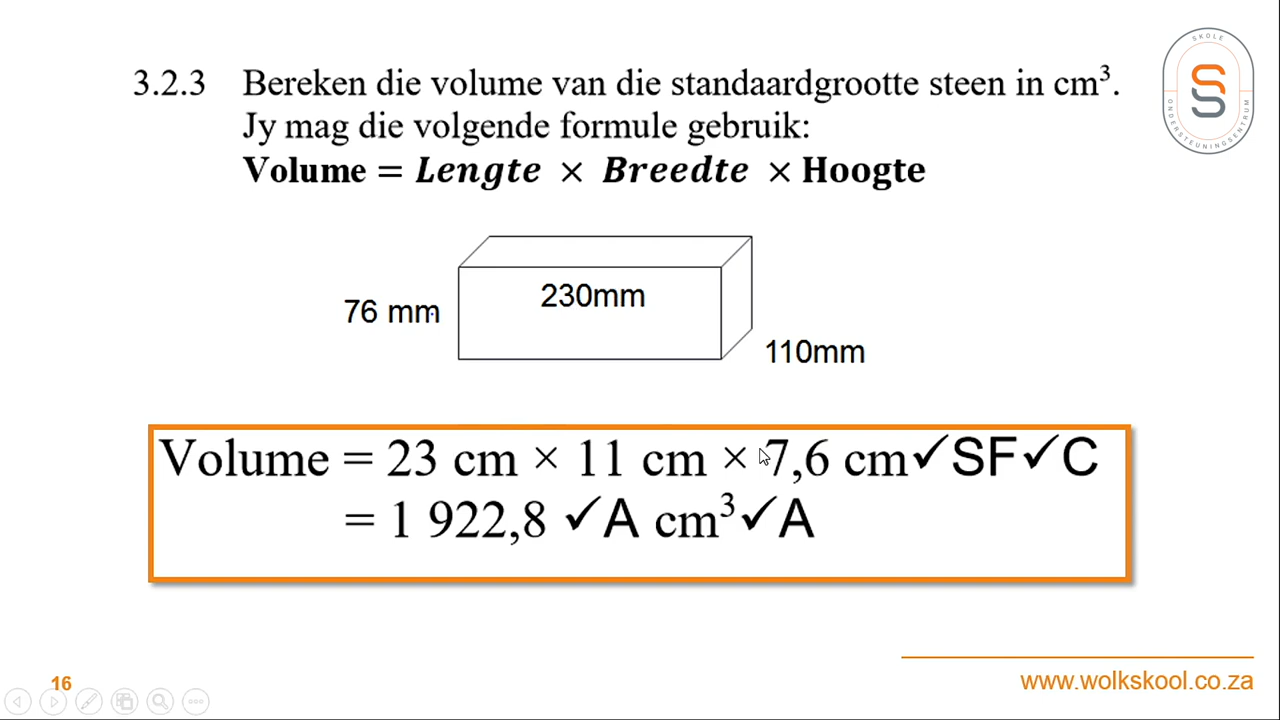 SKOLE
ONDERSTEUNINGSENTRUM
3.2.3 Bereken die volume van die standaardgrootte steen in cm³.
Jy mag die volgende formule gebruik:
Volume = Lengte × Breedte × Hoogte
230mm
76 mm
110mm
Volume = 23 cm × 11 cm × 7,6 cm✓SF✓C
= 1 922,8 ✓A cm³✓A
16
www.wolkskool.co.za